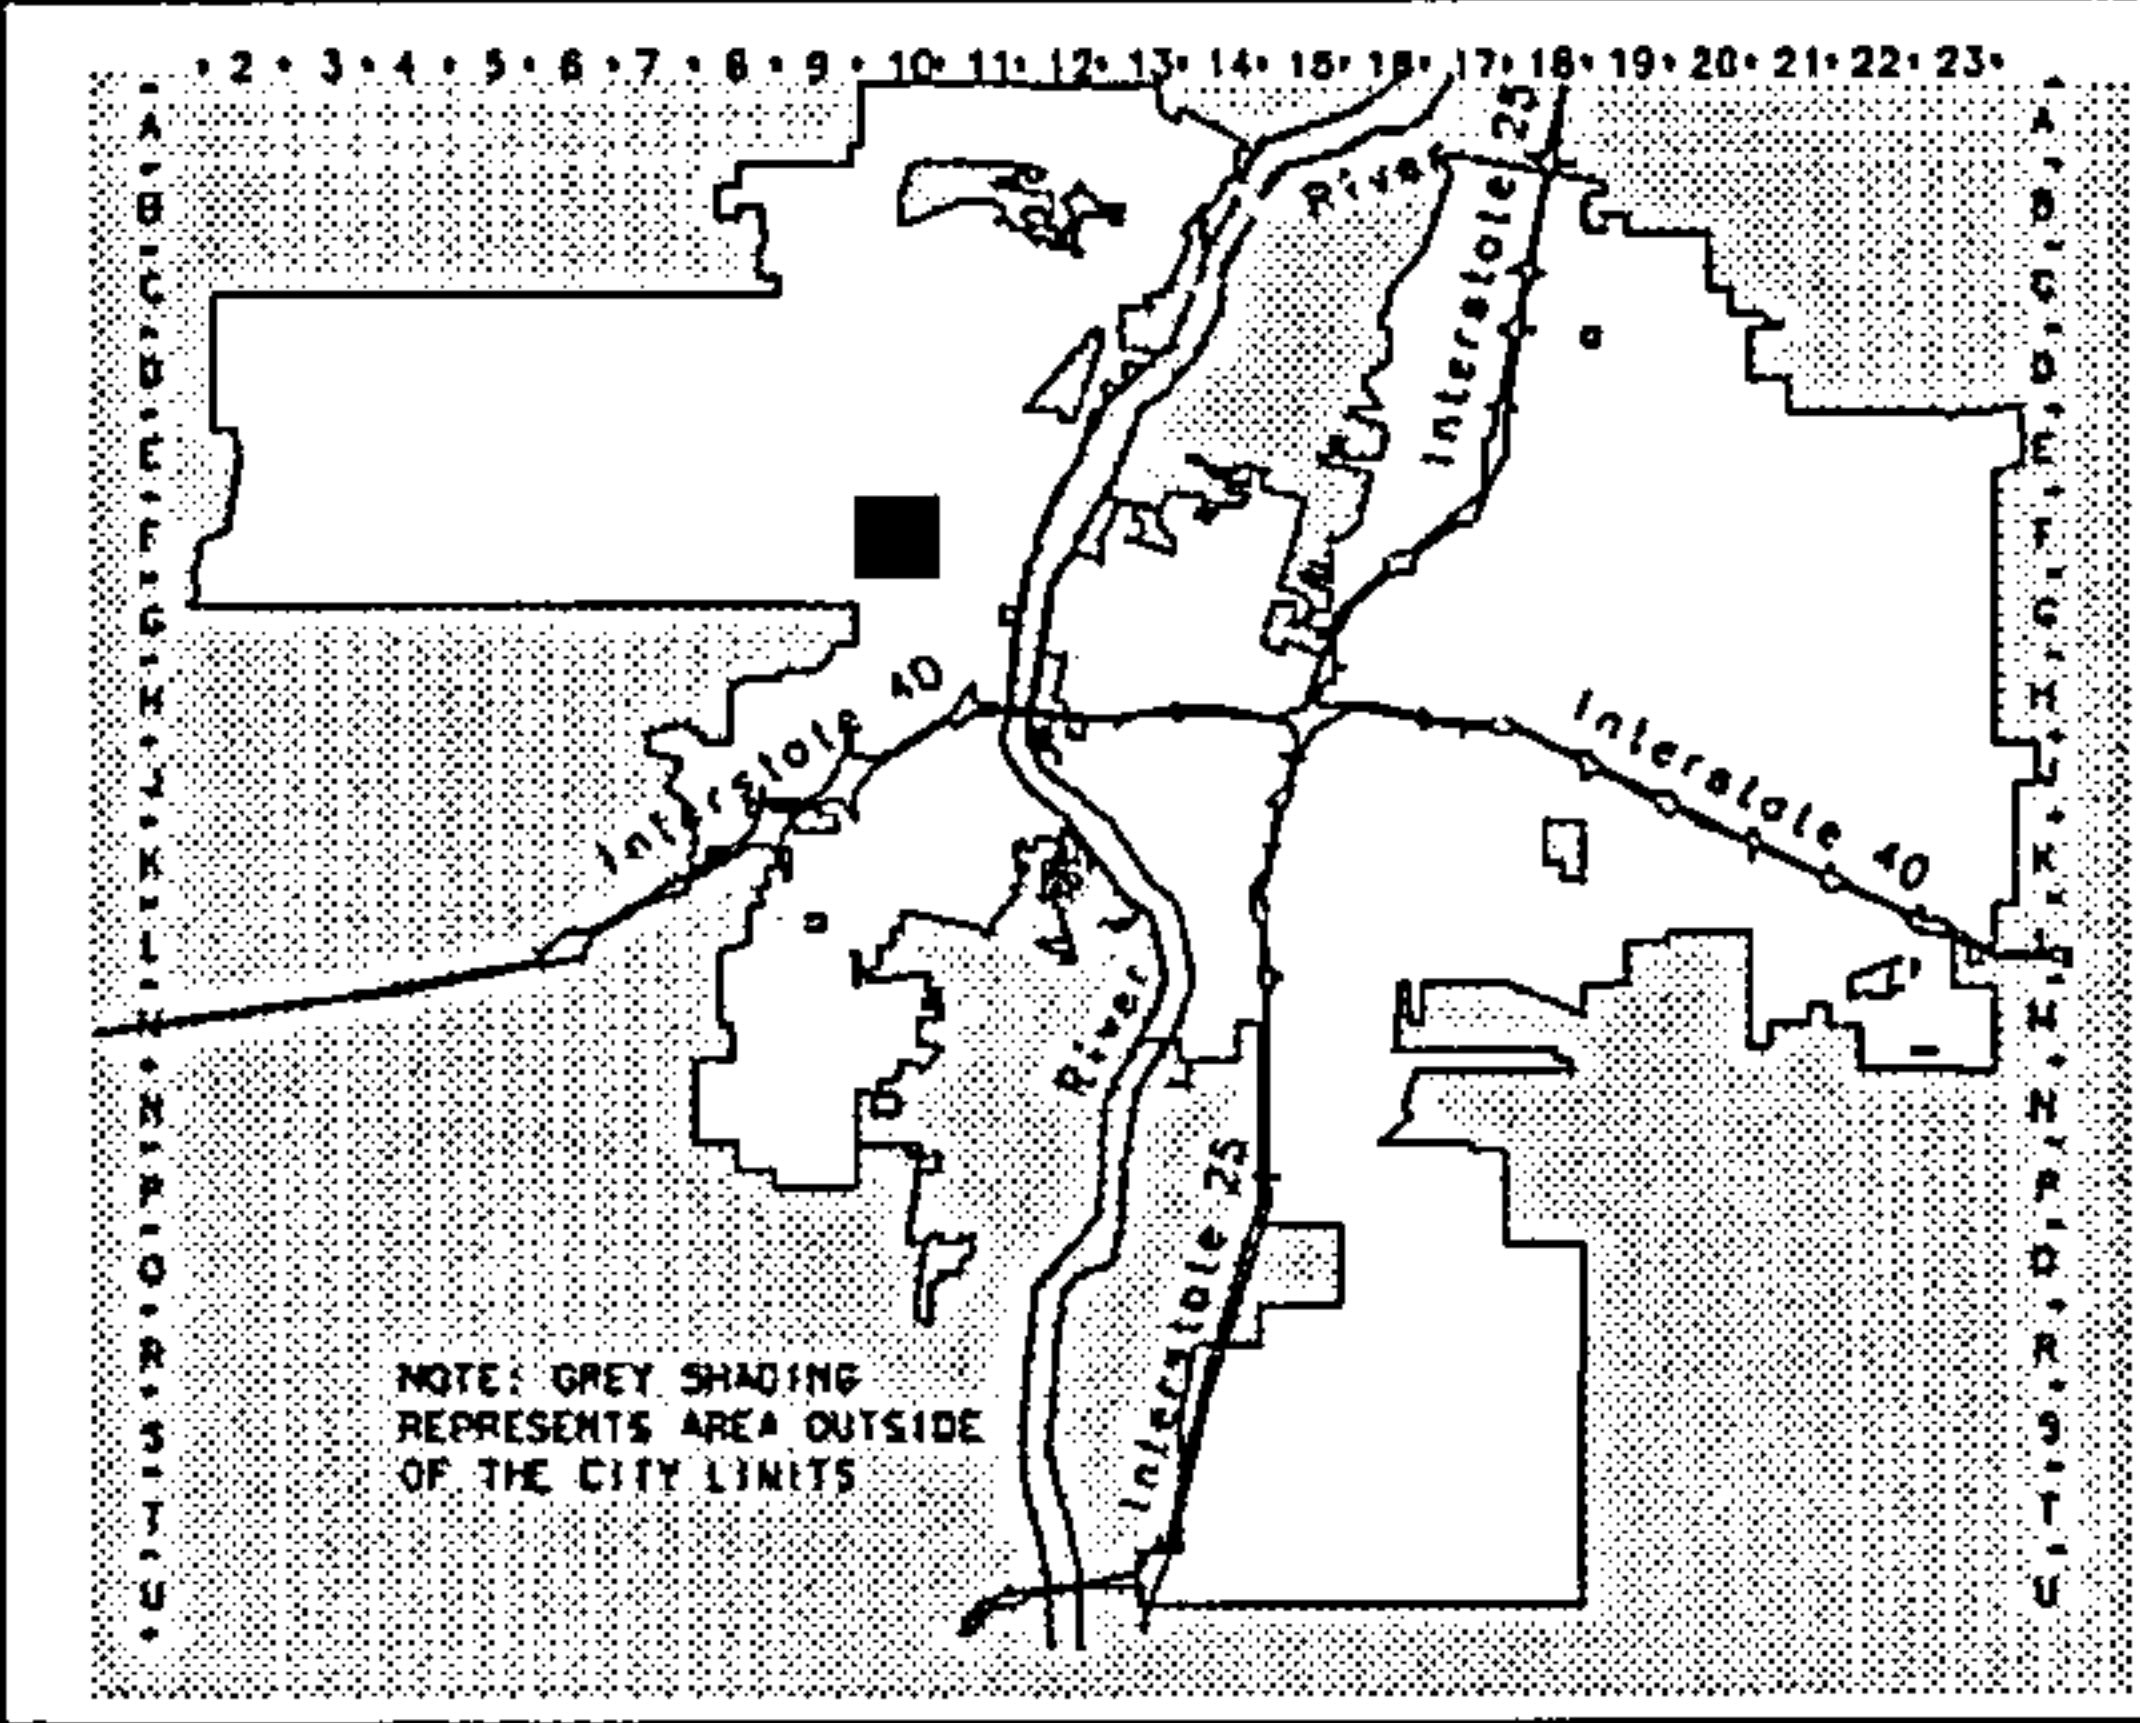 2 3 4 5 6 7 8 9 10 11 12 13 14 15 16 17 18 19 20 21 22 23
A A
B B
C C
D D
E E
F F
G G
H H
J J
K K
L L
M M
N N
P P
Q Q
R R
S S
T T
U U
River
Interstate 25
Interstate 40
Interstate 40
River
Interstate 25
NOTE: GREY SHADING
REPRESENTS AREA OUTSIDE
OF THE CITY LIMITS